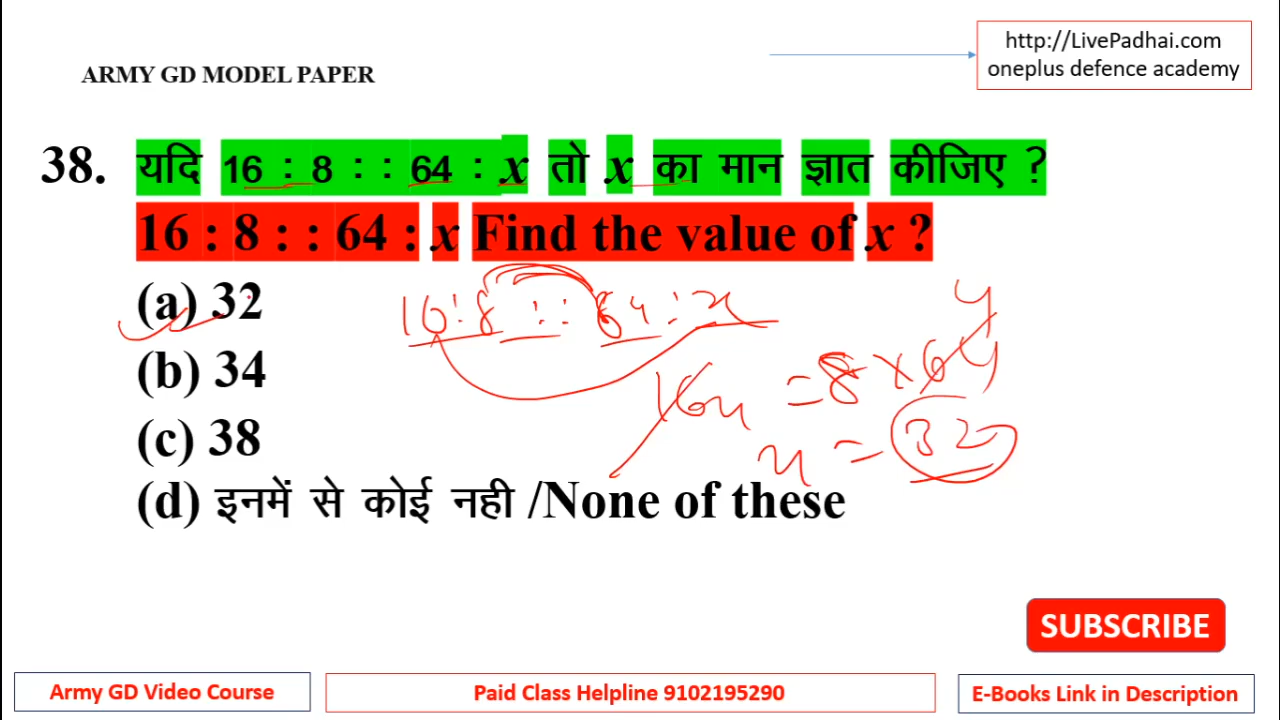 http://LivePadhai.com
oneplus defence academy
ARMY GD MODEL PAPER
38. यदि 16 : 8 : : 64 : x तो x का मान ज्ञात कीजिए ?
16 : 8 : : 64 : x Find the value of x ?
(a) 32
16 : 8 : : 64 : x
(b) 34
16x = 8 × 64 4
(c) 38
x = 32
(d) इनमें से कोई नही /None of these
SUBSCRIBE
Army GD Video Course
Paid Class Helpline 9102195290
E-Books Link in Description